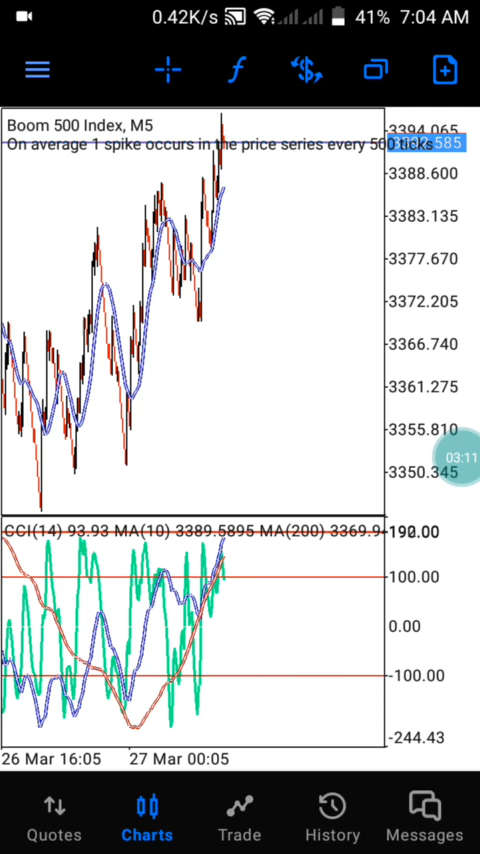 0.42K/s 41% 7:04 AM
f
Boom 500 Index, M5
On average 1 spike occurs in the price series every 500 ticks
3394.065
3388.600
3383.135
3377.670
3372.205
3366.740
3361.275
3355.810
03:11
3350.345
CCI(14) 93.93 MA(10) 3389.5895 MA(200) 3369.9
100.00
0.00
-100.00
-244.43
26 Mar 16:05 27 Mar 00:05
Quotes Charts Trade History Messages